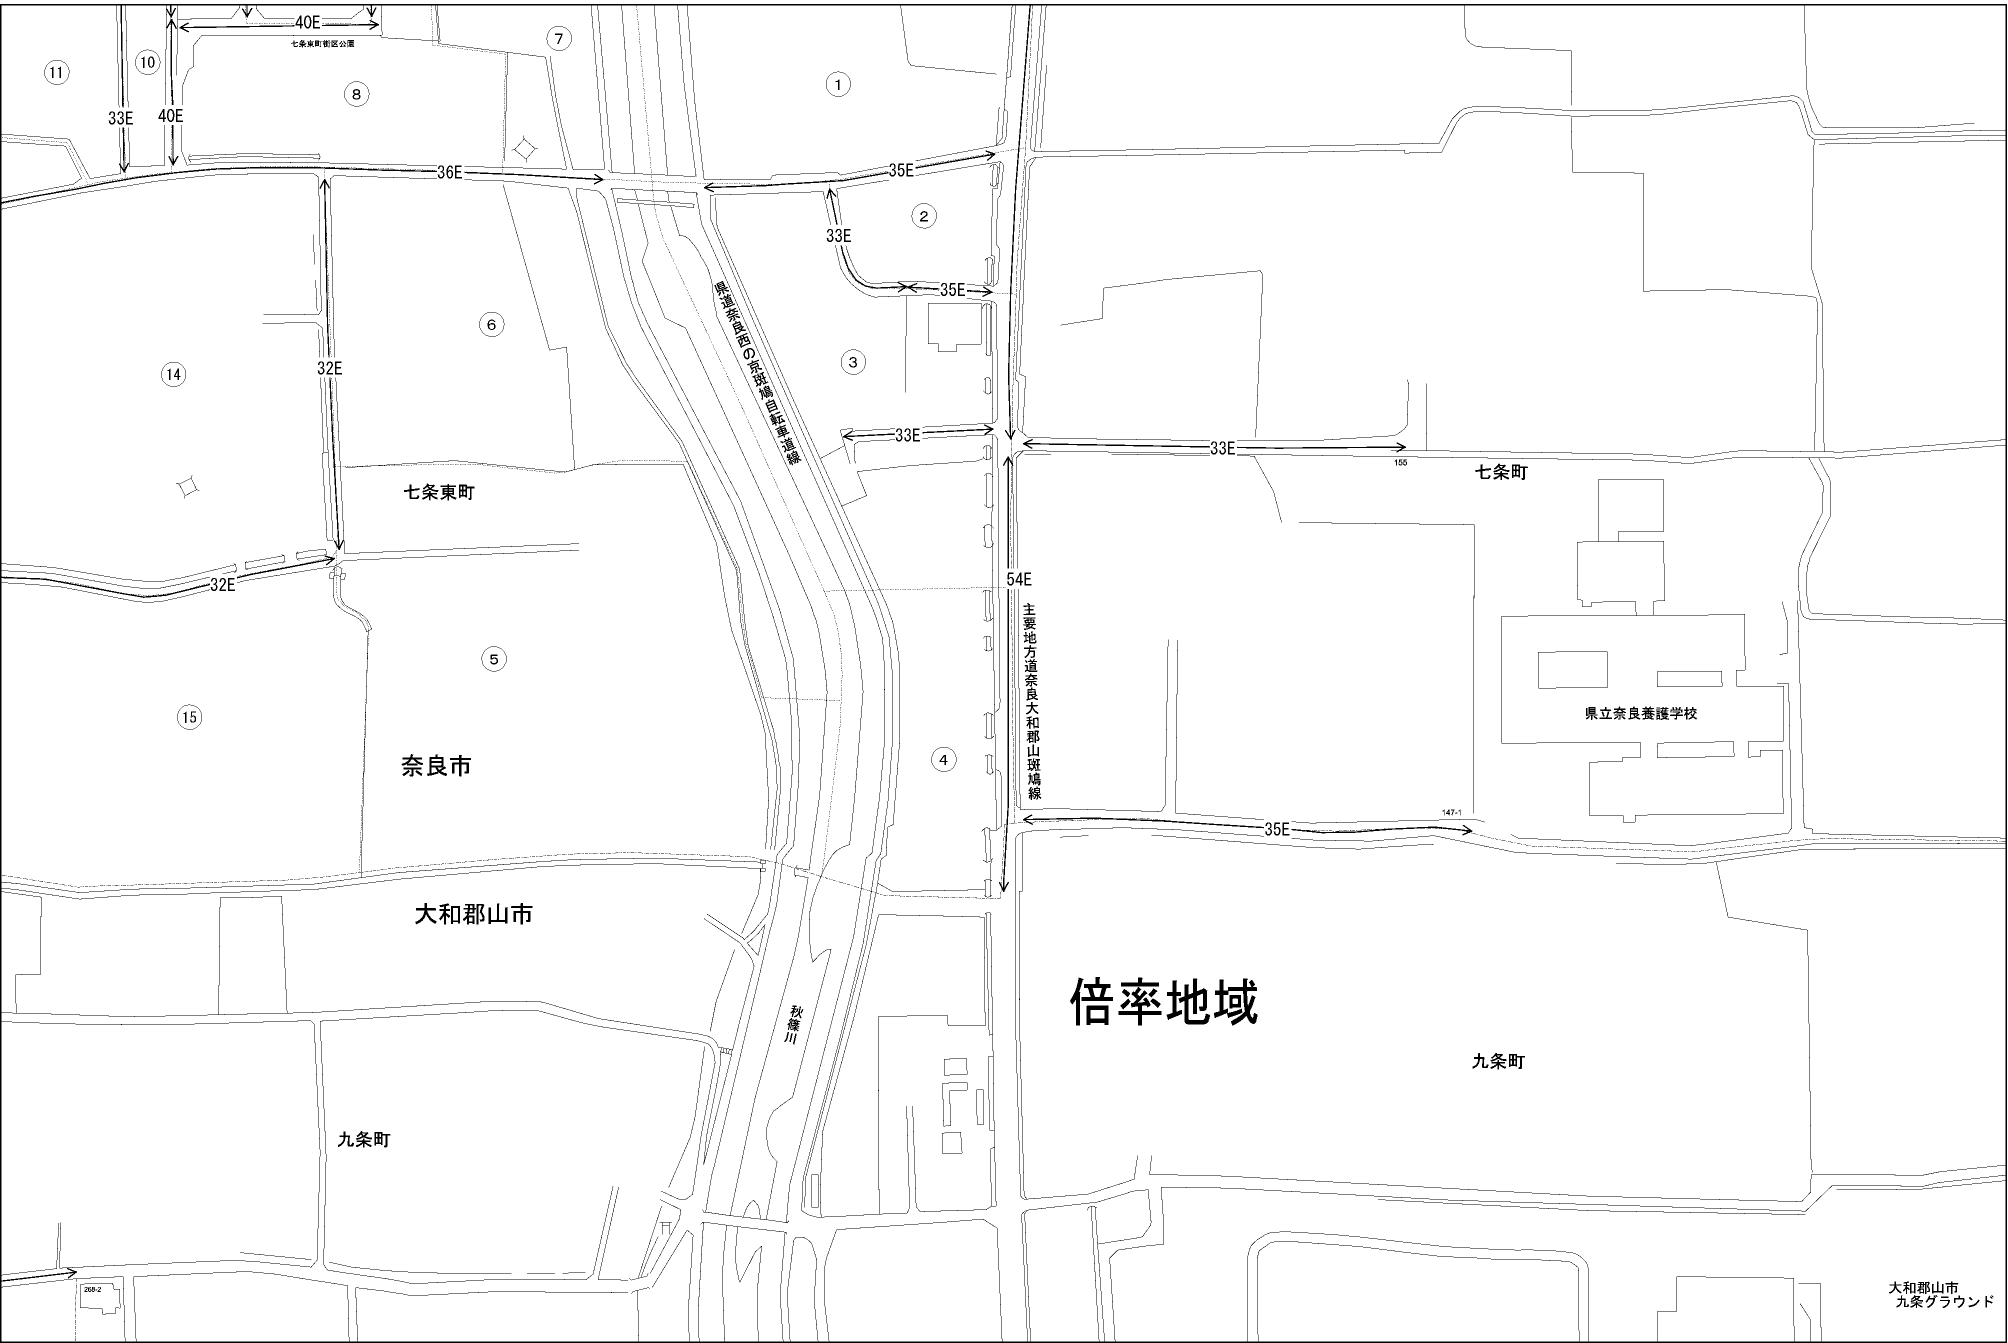 40E
七条東町街区公園
⑦
⑪
⑩
⑧
①
33E
40E
36E
35E
②
33E
35E
⑥
③
⑭
32E
県道奈良西の京斑鳩自転車道線
33E
33E
155
七条町
七条東町
32E
54E
主要地方道奈良大和郡山斑鳩線
⑤
⑮
県立奈良養護学校
④
奈良市
147-1
35E
大和郡山市
倍率地域
秋篠川
九条町
九条町
268-2
大和郡山市
九条グラウンド